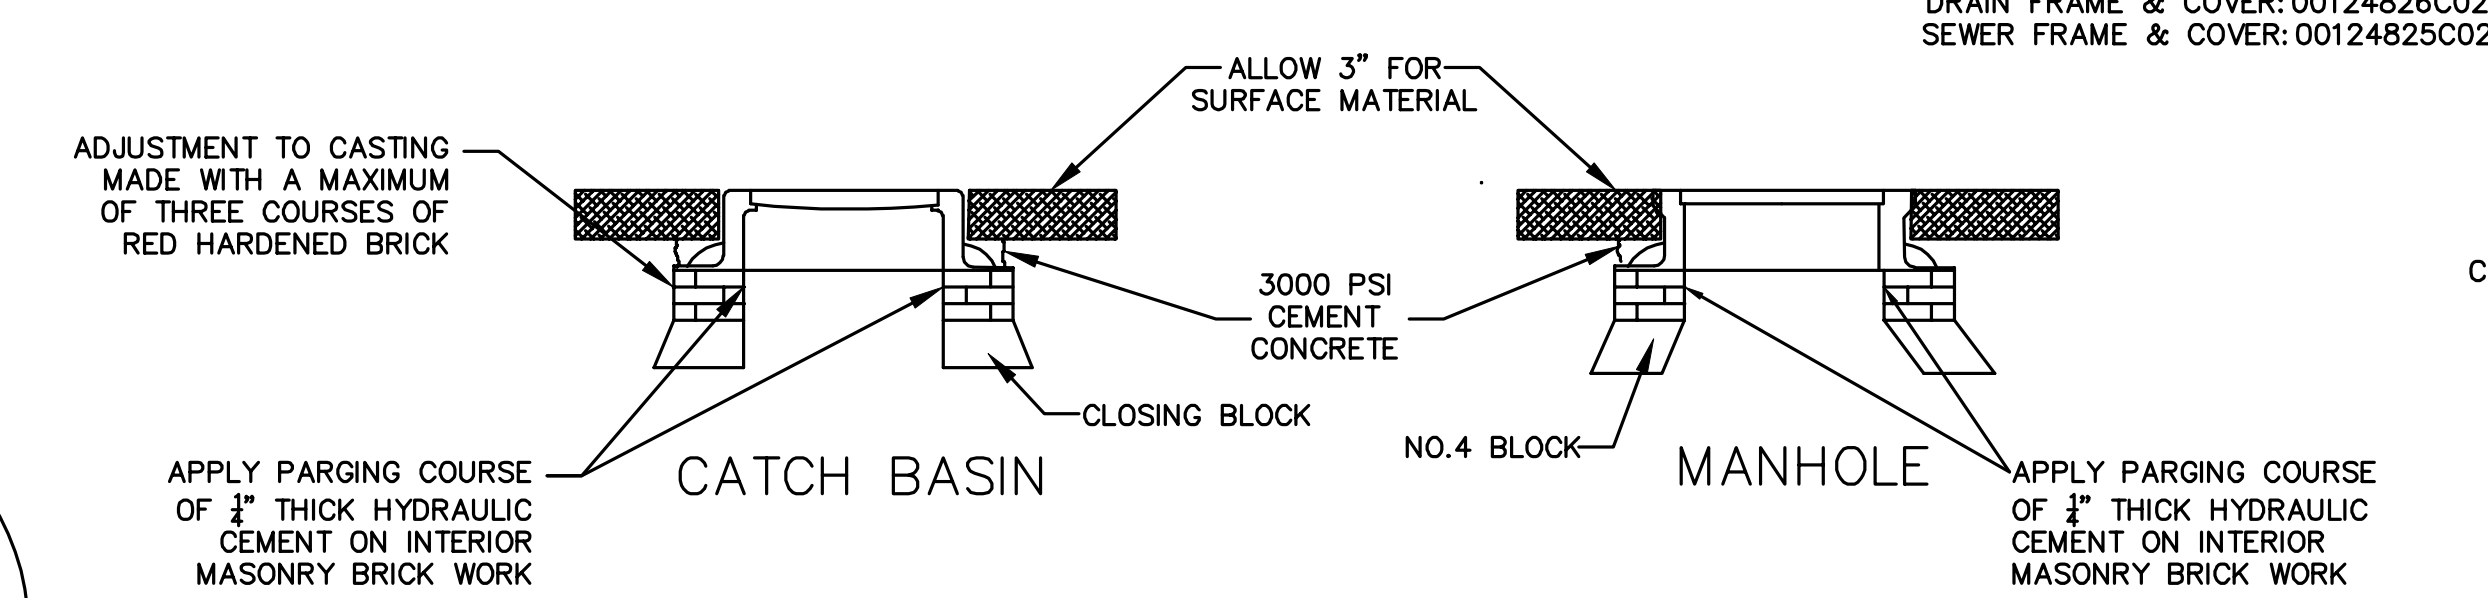 DRAIN FRAME & COVER: 00124826C02
SEWER FRAME & COVER: 00124825C02
ALLOW 3" FOR
SURFACE MATERIAL
ADJUSTMENT TO CASTING
MADE WITH A MAXIMUM
OF THREE COURSES OF
RED HARDENED BRICK
3000 PSI
CEMENT
CONCRETE
CLOSING BLOCK
NO.4 BLOCK
CATCH BASIN
MANHOLE
APPLY PARGING COURSE
OF 1/4" THICK HYDRAULIC
CEMENT ON INTERIOR
MASONRY BRICK WORK
APPLY PARGING COURSE
OF 1/4" THICK HYDRAULIC
CEMENT ON INTERIOR
MASONRY BRICK WORK